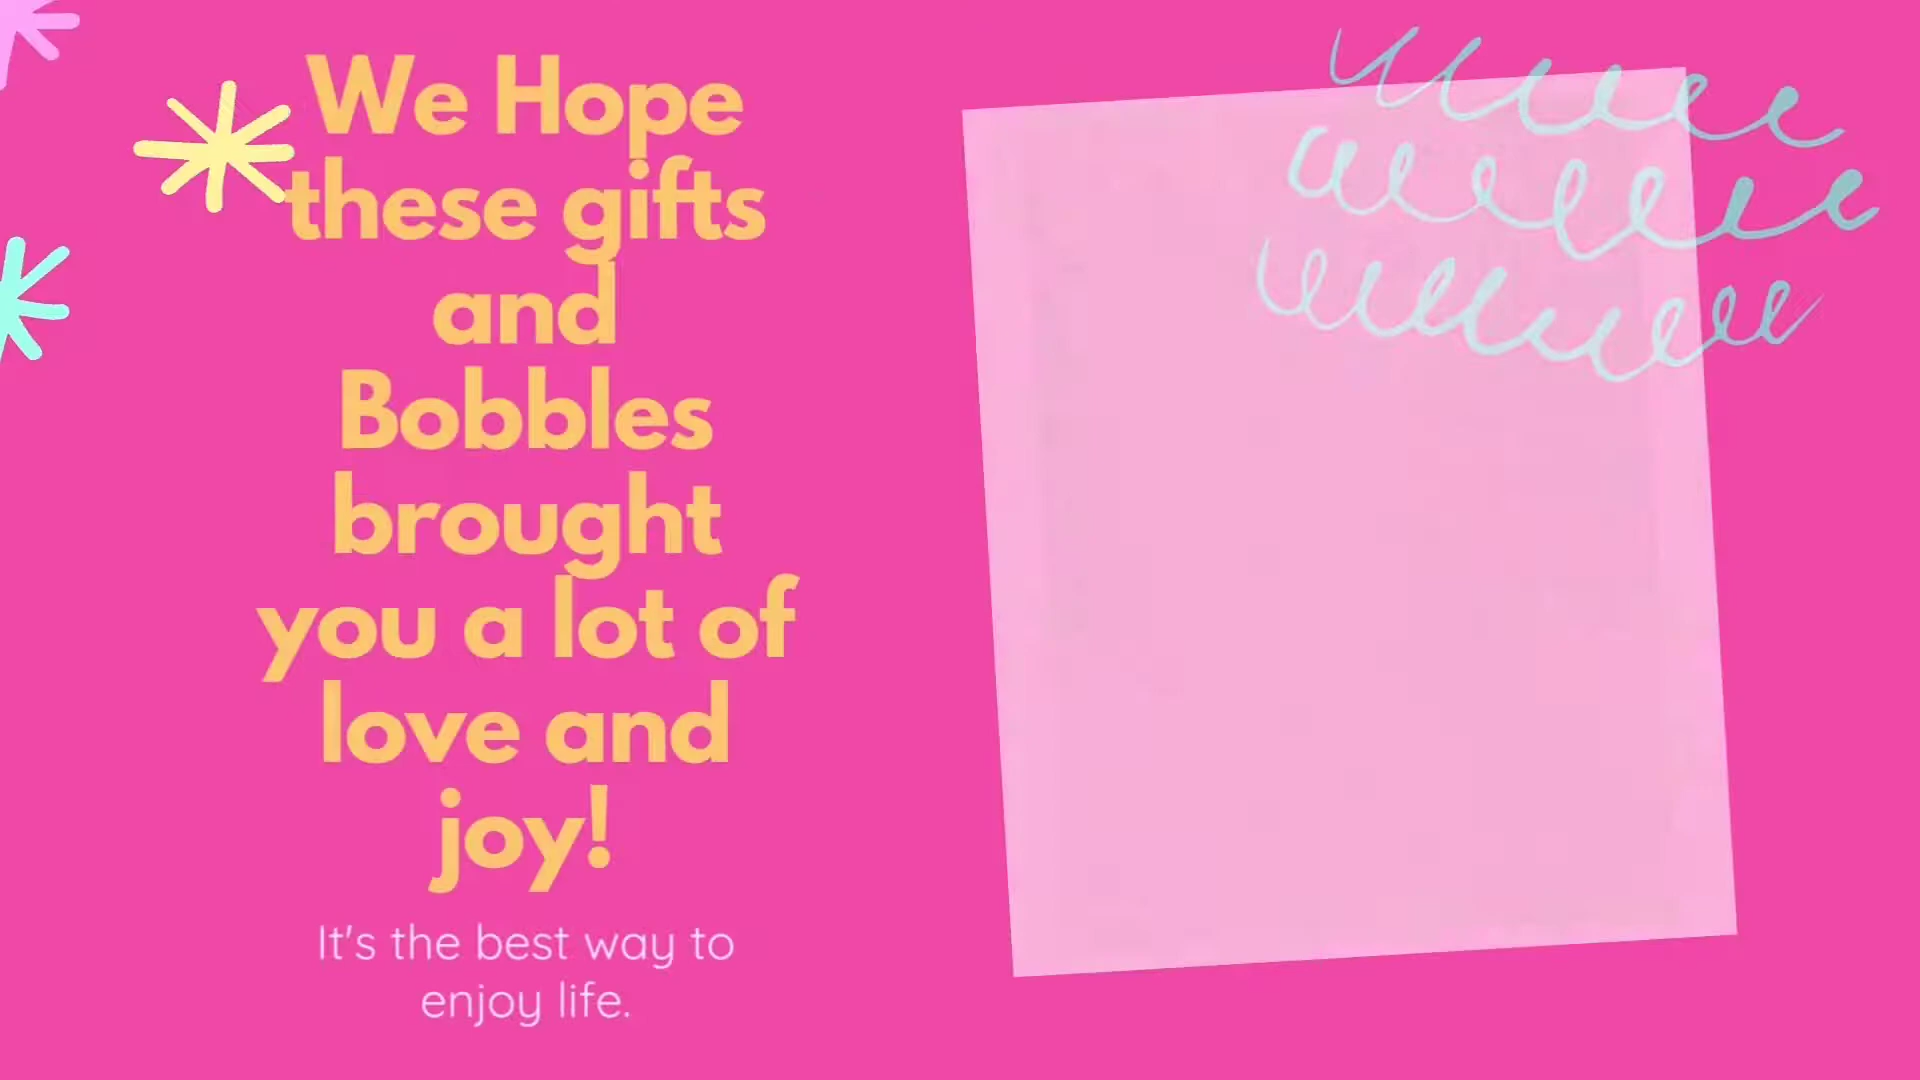 We Hope
these gifts
and
Bobbles
brought
you a lot of
love and
joy!
It's the best way to
enjoy life.